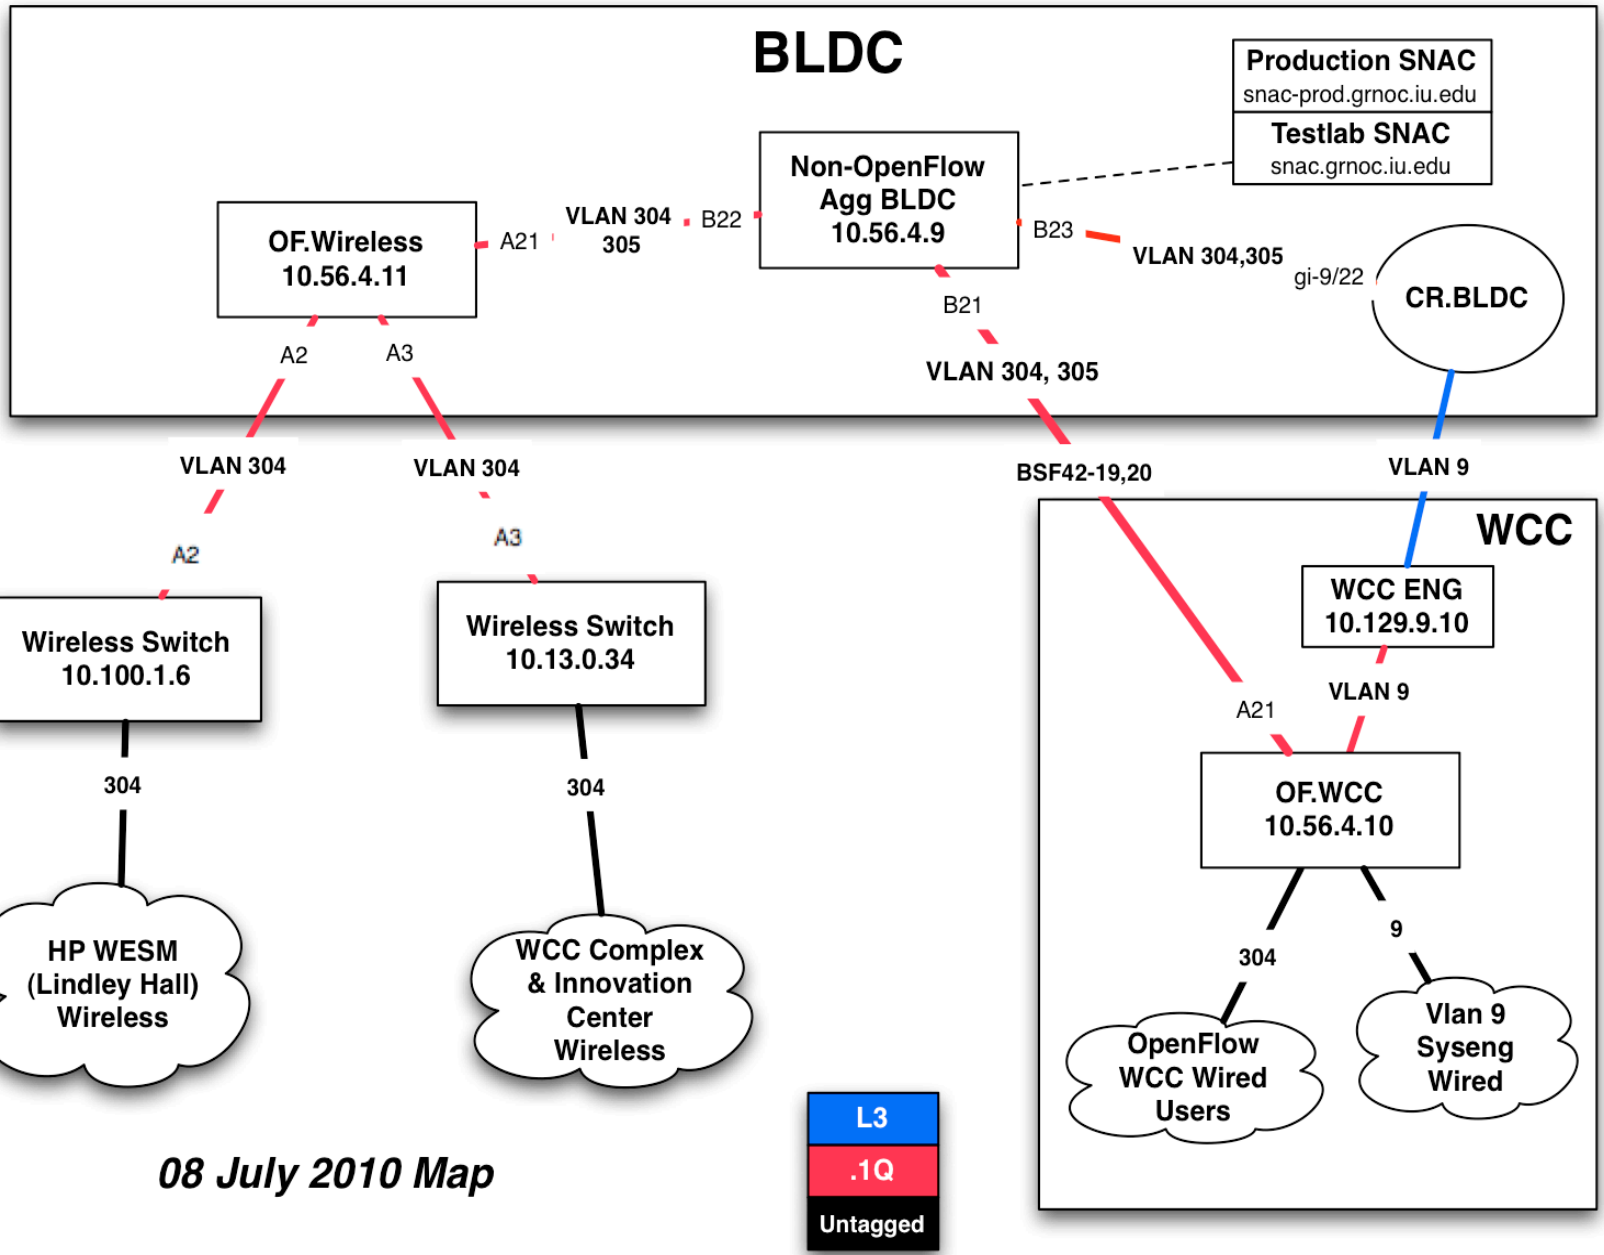 BLDC
Production SNAC
snac-prod.grnoc.iu.edu
Testlab SNAC
snac.grnoc.iu.edu
Non-OpenFlow
Agg BLDC
10.56.4.9
OF.Wireless
10.56.4.11
A21
VLAN 304
305
B22
B23
VLAN 304,305
gi-9/22
CR.BLDC
B21
VLAN 304, 305
A2
A3
VLAN 304
VLAN 304
BSF42-19,20
VLAN 9
A2
A3
WCC
WCC ENG
10.129.9.10
Wireless Switch
10.100.1.6
Wireless Switch
10.13.0.34
VLAN 9
A21
OF.WCC
10.56.4.10
304
304
304
9
HP WESM
(Lindley Hall)
Wireless
WCC Complex
& Innovation
Center
Wireless
OpenFlow
WCC Wired
Users
Vlan 9
Syseng
Wired
08 July 2010 Map
L3
.1Q
Untagged